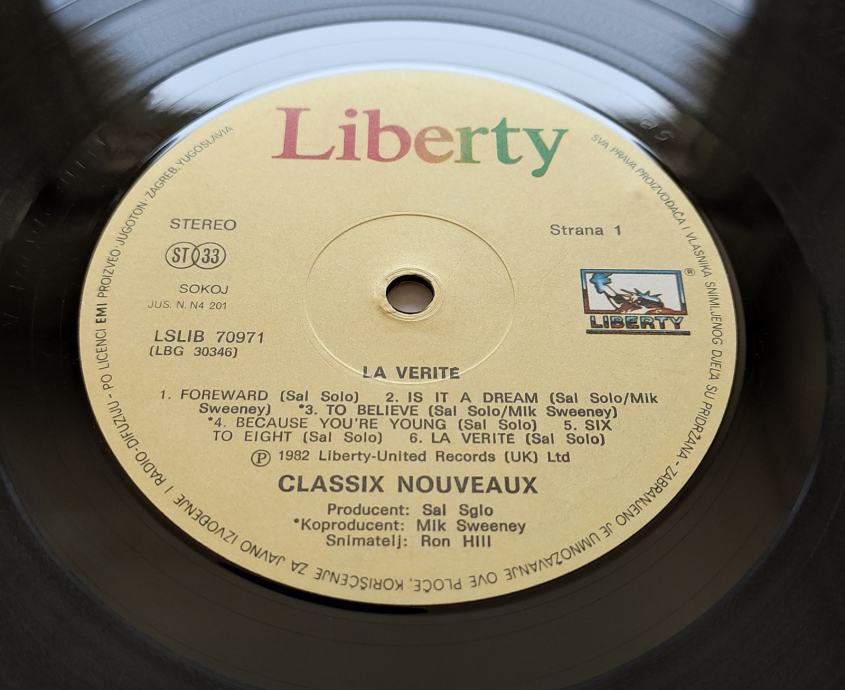 Liberty
STEREO
ST 33
SOKOJ
JUS. N. N4 201
LSLIB 70971
(LBG 30346)
Strana 1
®
LIBERTY
LA VERITÉ
1. FOREWARD (Sal Solo) 2. IS IT A DREAM (Sal Solo/Mik
Sweeney) *3. TO BELIEVE (Sal Solo/Mik Sweeney)
*4. BECAUSE YOU'RE YOUNG (Sal Solo) 5. SIX
TO EIGHT (Sal Solo) 6. LA VERITÉ (Sal Solo)
Ⓟ 1982 Liberty-United Records (UK) Ltd
CLASSIX NOUVEAUX
Producent: Sal Sglo
*Koproducent: Mik Sweeney
Snimatelj: Ron Hill
SVA PRAVA PROIZVOĐAČA I VLASNIKA SNIMLJENOG DJELA SU PRIDRŽANA - ZABRANJENO JE UMNOŽAVANJE OVE PLOČE, KORIŠĆENJE ZA JAVNO IZVOĐENJE I RADIO-DIFUZIJU - PO LICENCI EMI PROIZVEO JUGOTON · ZAGREB, YUGOSLAVIA